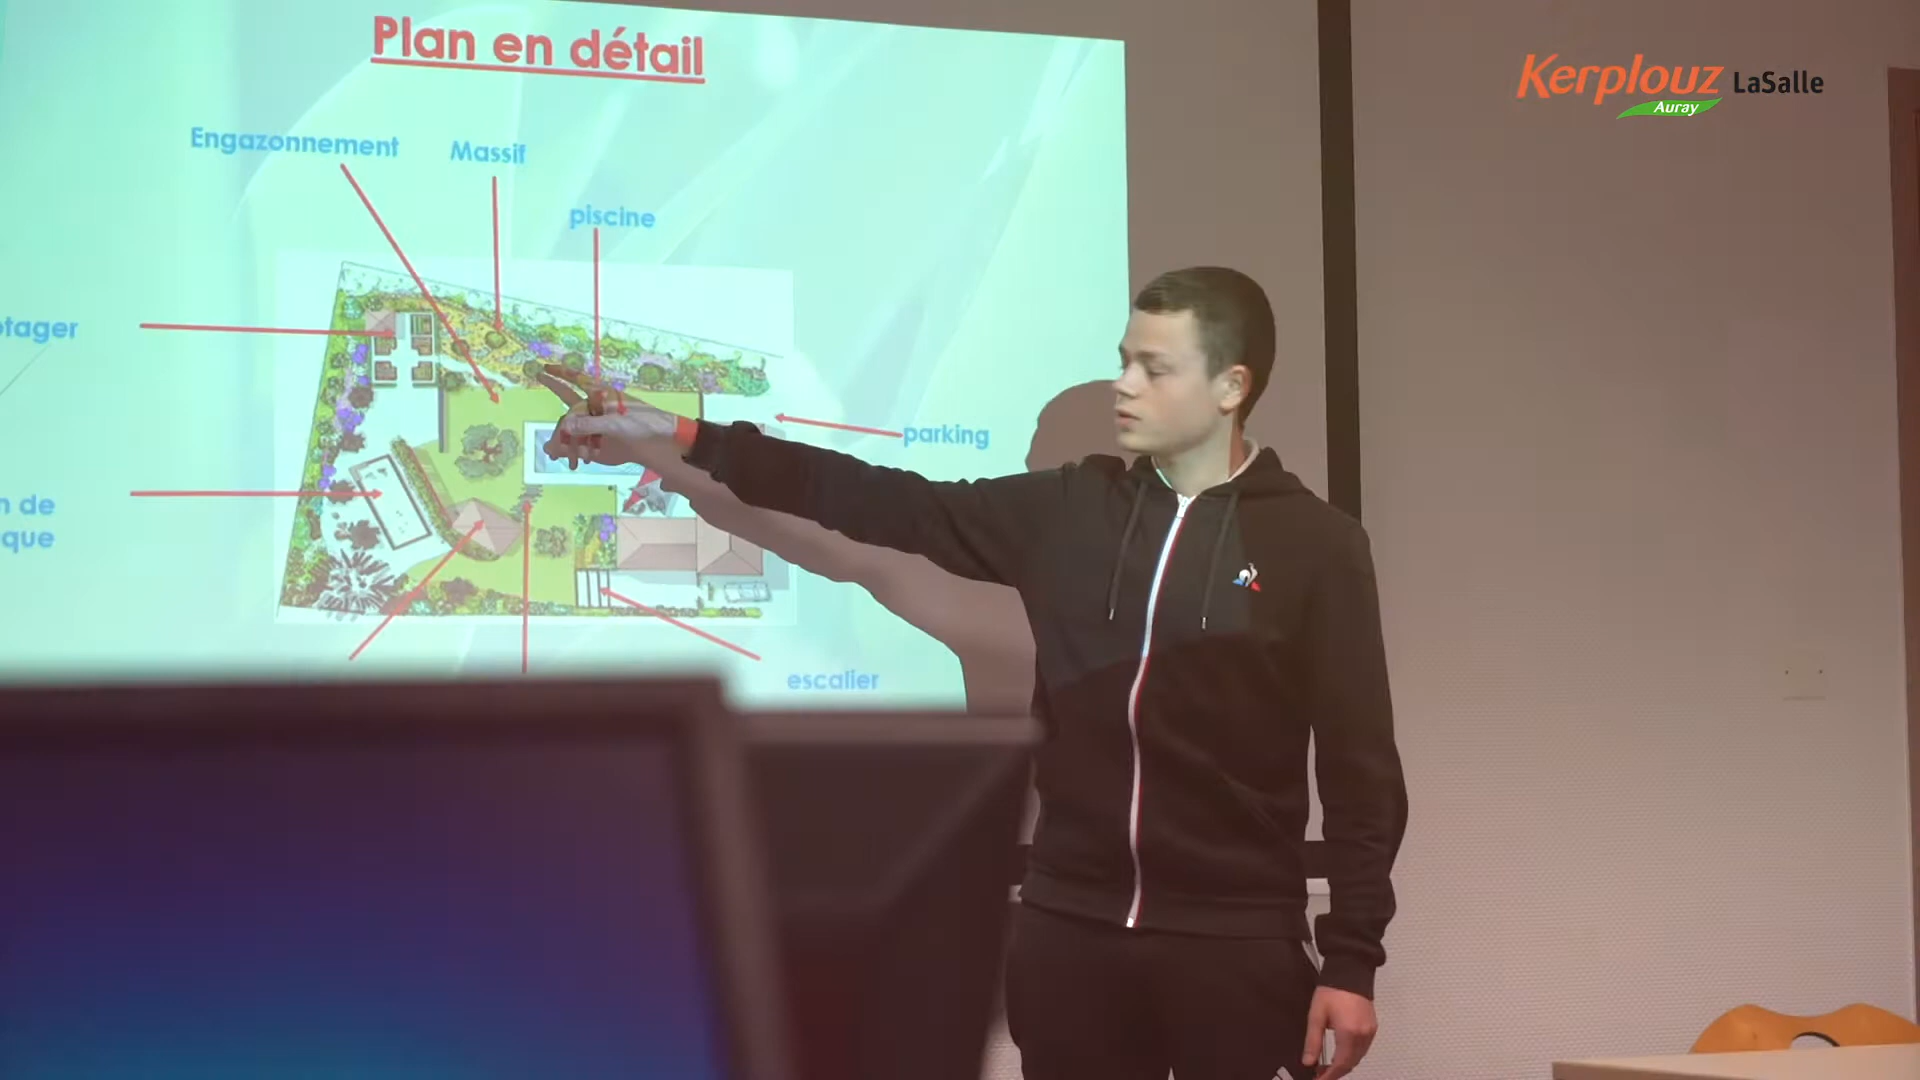 Plan en détail
Kerplouz LaSalle
Auray
Engazonnement
Massif
piscine
otager
parking
n de
que
escalier